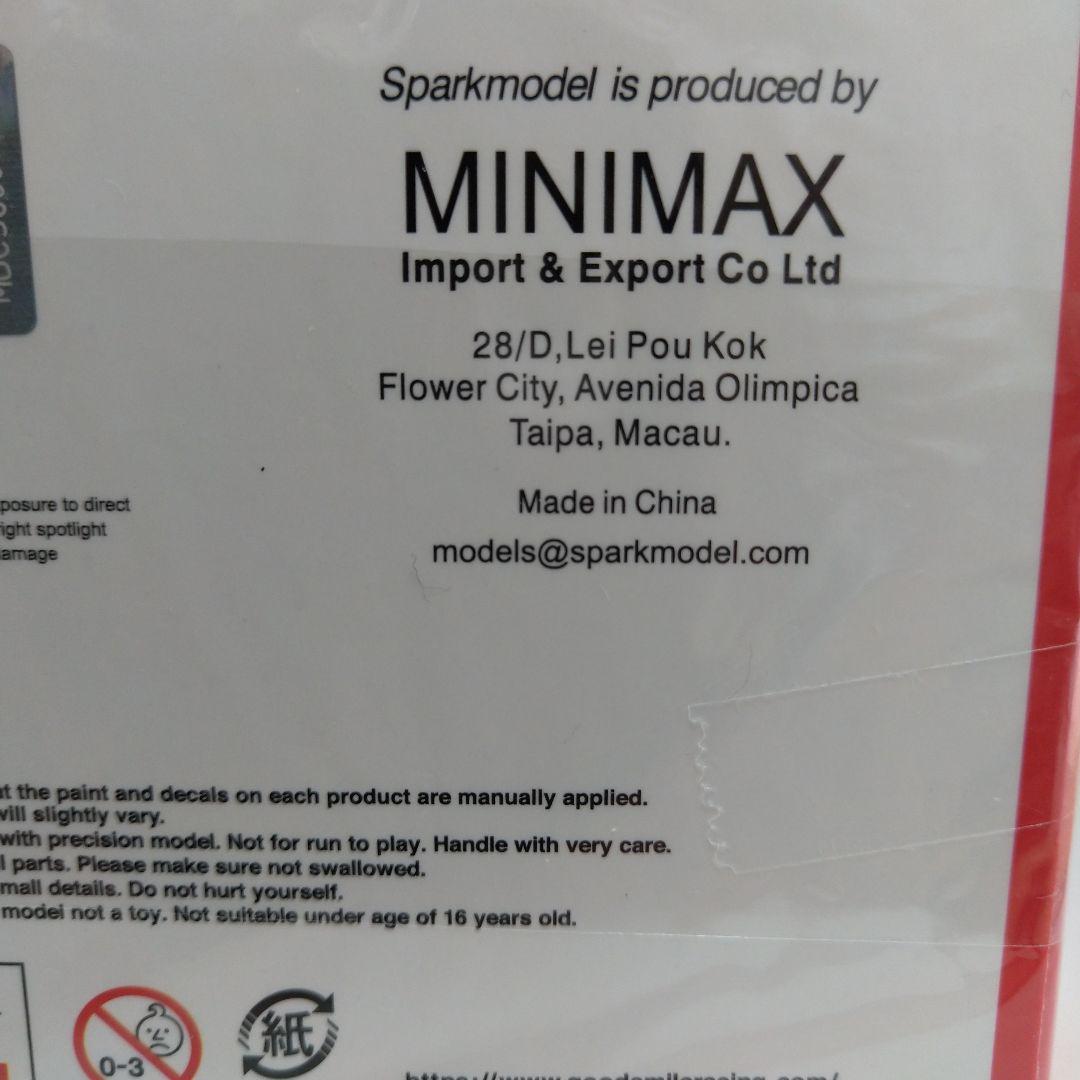 Sparkmodel is produced by
MINIMAX
Import & Export Co Ltd
28/D,Lei Pou Kok
Flower City, Avenida Olimpica
Taipa, Macau.
posure to direct
ight spotlight
amage
Made in China
models@sparkmodel.com
the paint and decals on each product are manually applied.
will slightly vary.
with precision model. Not for run to play. Handle with very care.
parts. Please make sure not swallowed.
mall details. Do not hurt yourself.
model not a toy. Not suitable under age of 16 years old.
0-3
紙